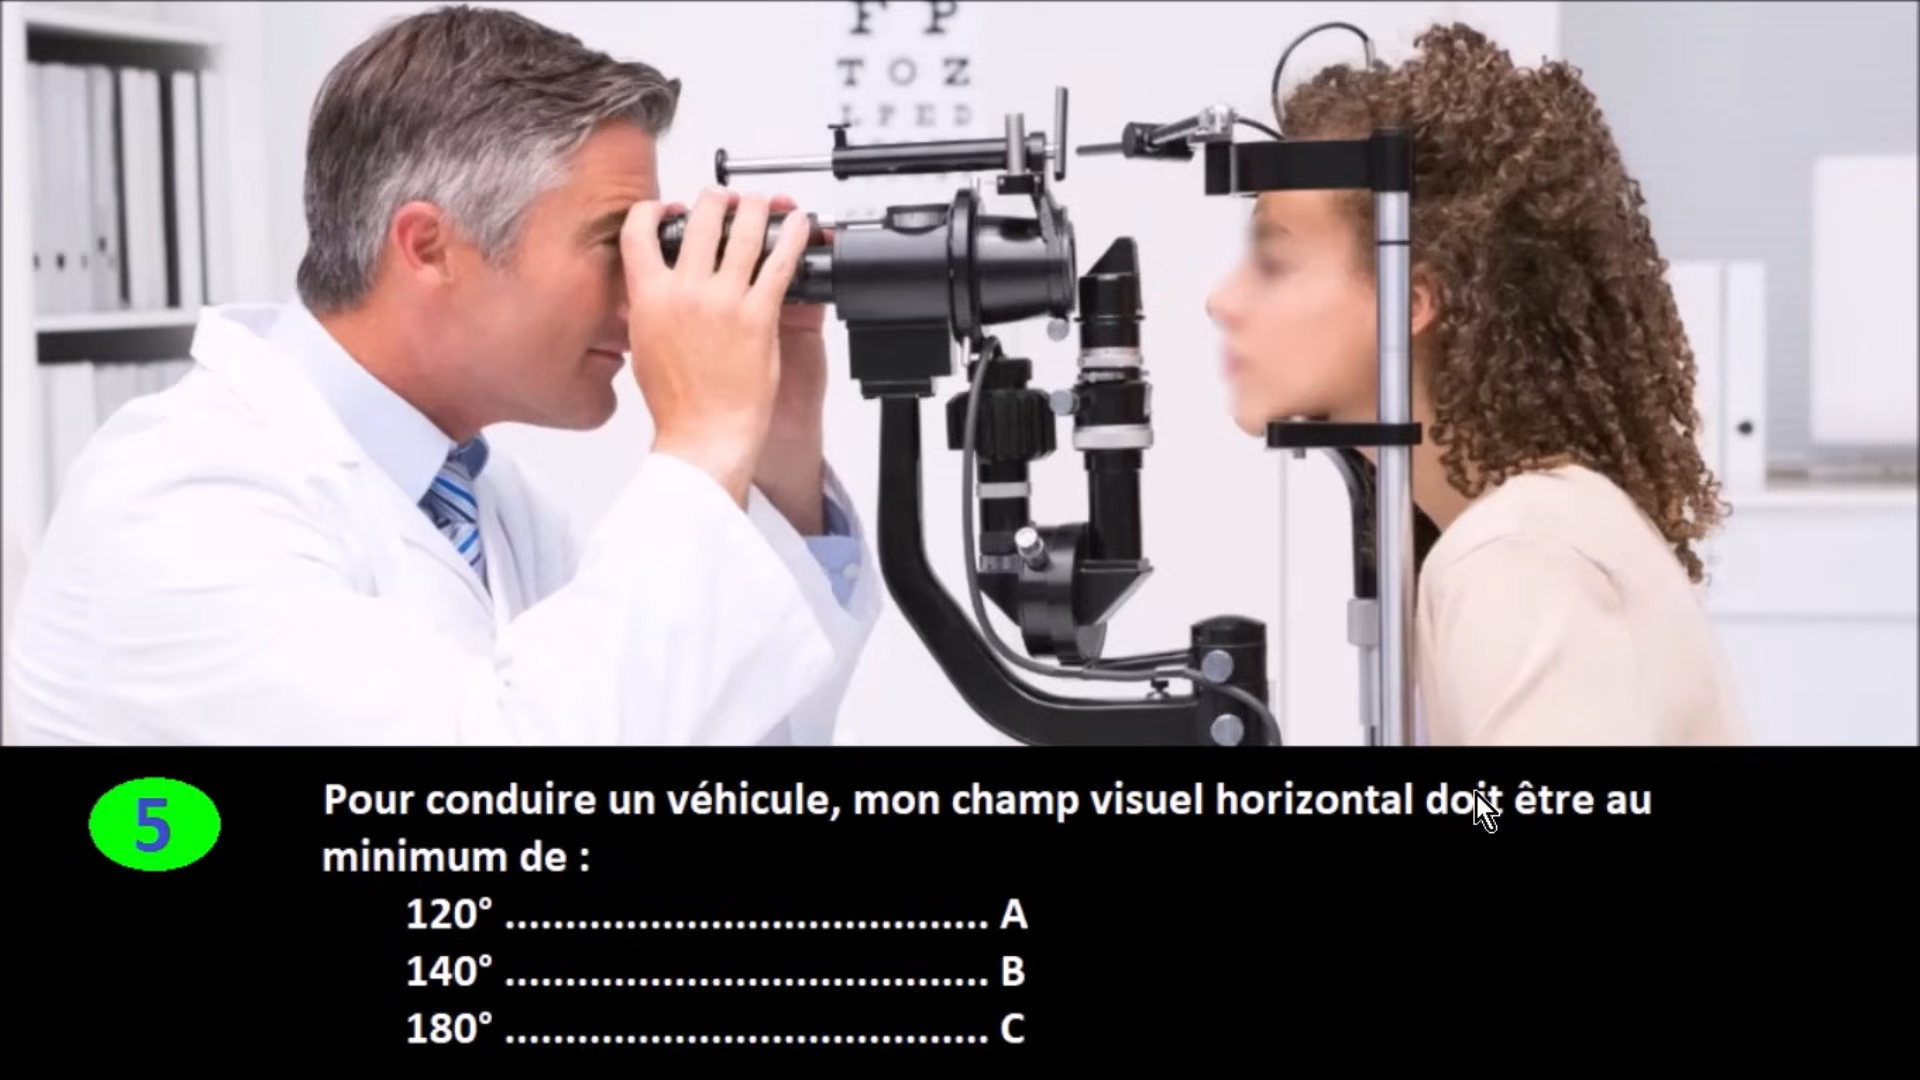 F P
T O Z
L P E D
5
Pour conduire un véhicule, mon champ visuel horizontal doit être au
minimum de :
120° ........................................ A
140° ........................................ B
180° ........................................ C